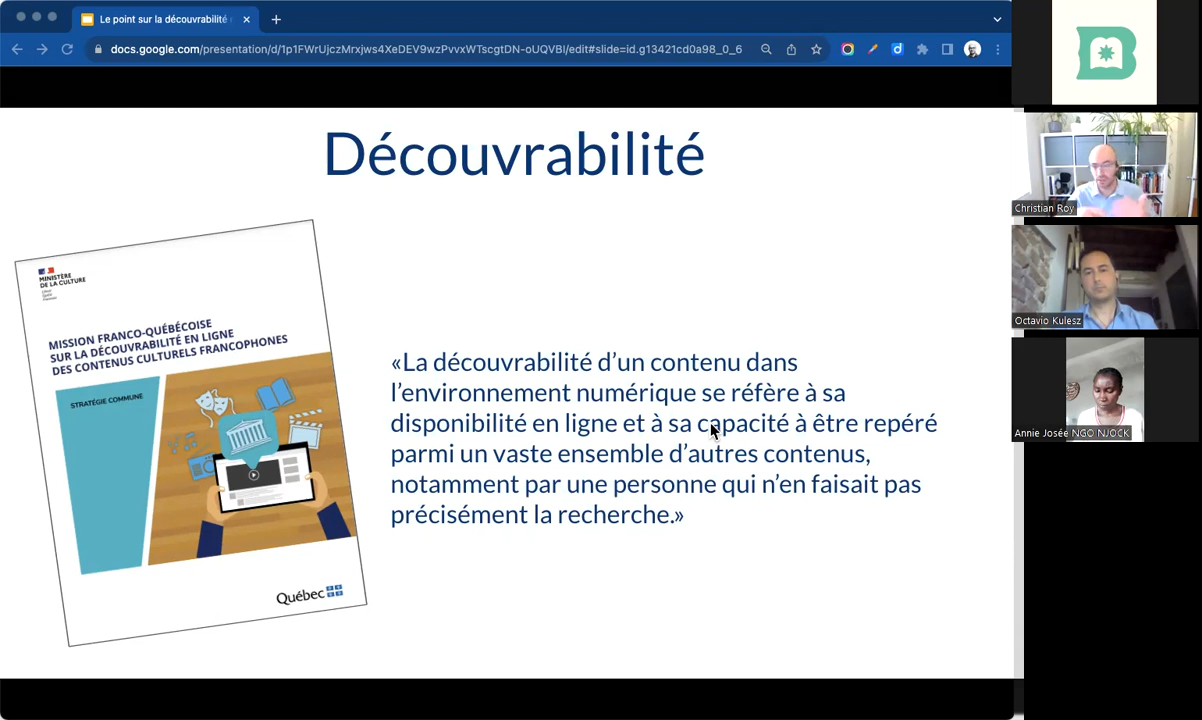 Le point sur la découvrabilité
docs.google.com/presentation/d/1p1FWrUjczMrxjws4XeDEV9wzPvvxWTscgtDN-oUQVBI/edit#slide=id.g13421cd0a98_0_6
Découvrabilité
MINISTÈRE
DE LA CULTURE
MISSION FRANCO-QUÉBÉCOISE
SUR LA DÉCOUVRABILITÉ EN LIGNE
DES CONTENUS CULTURELS FRANCOPHONES
STRATÉGIE COMMUNE
Québec
«La découvrabilité d’un contenu dans
l’environnement numérique se réfère à sa
disponibilité en ligne et à sa capacité à être repéré
parmi un vaste ensemble d’autres contenus,
notamment par une personne qui n’en faisait pas
précisément la recherche.»
Christian Roy
Octavio Kulesz
Annie Josée NGO NJOCK